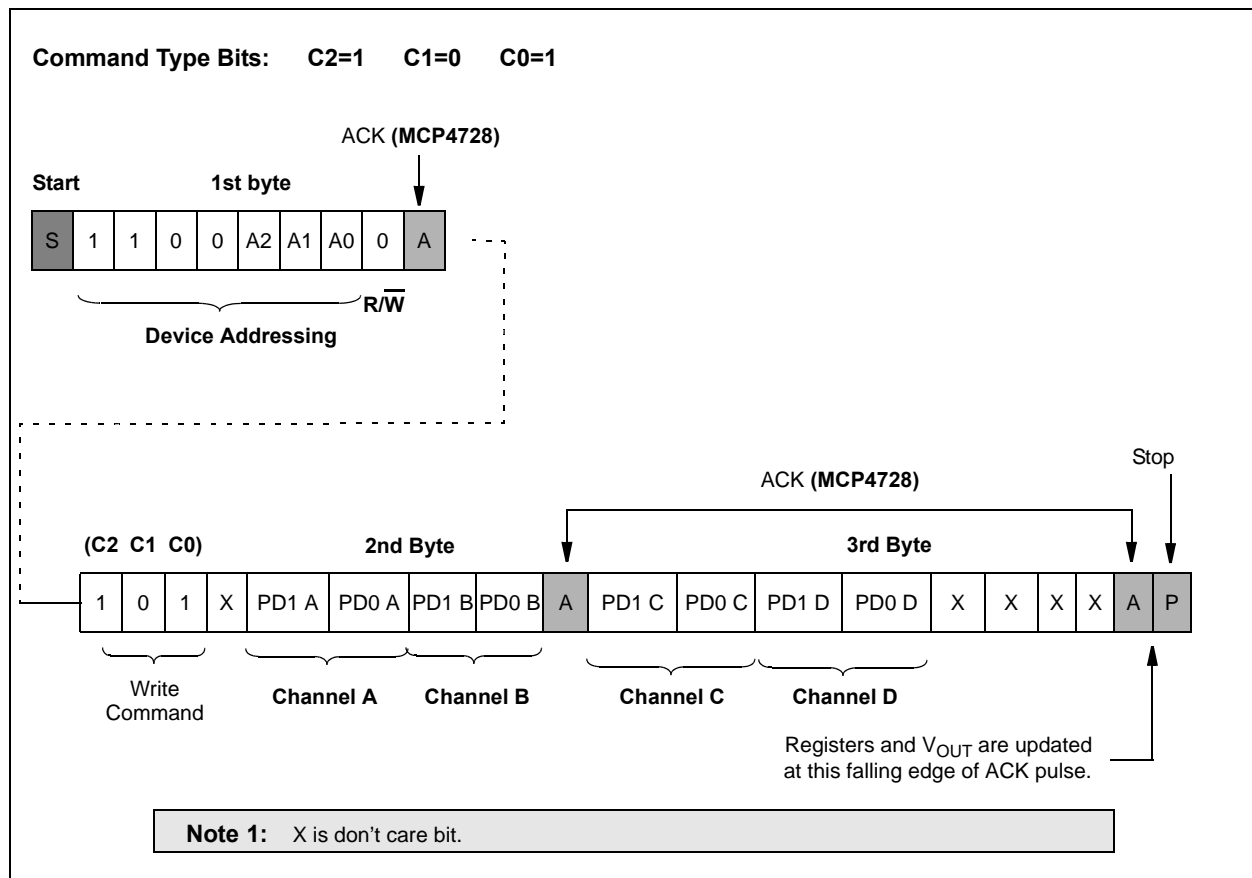 Command Type Bits: C2=1 C1=0 C0=1
ACK (MCP4728)
Start 1st byte
S 1 1 0 0 A2 A1 A0 0 A
R/W̅
Device Addressing
Stop
ACK (MCP4728)
(C2 C1 C0) 2nd Byte 3rd Byte
1 0 1 X PD1 A PD0 A PD1 B PD0 B A PD1 C PD0 C PD1 D PD0 D X X X X A P
Write
Command
Channel A Channel B Channel C Channel D
Registers and VOUT are updated
at this falling edge of ACK pulse.
Note 1: X is don't care bit.